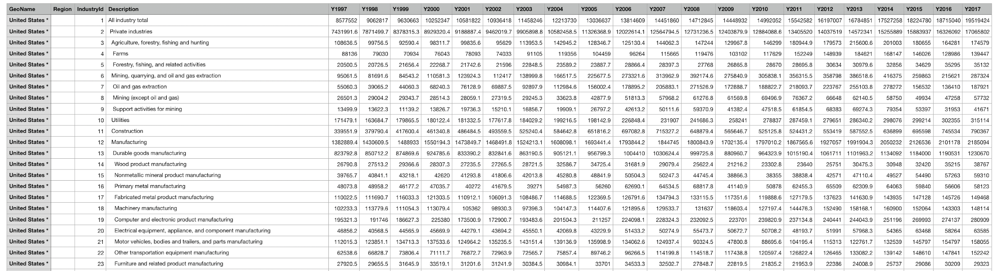 GeoName Region IndustryId Description Y1997 Y1998 Y1999 Y2000 Y2001 Y2002 Y2003 Y2004 Y2005 Y2006 Y2007 Y2008 Y2009 Y2010 Y2011 Y2012 Y2013 Y2014 Y2015 Y2016 Y2017
United States * 1 All industry total 8577552 9062817 9630663 10252347 10581822 10936418 11458246 12213730 13036637 13814609 14451860 14712845 14448932 14992052 15542582 16197007 16784851 17527258 18224780 18715040 19519424
United States * 2 Private industries 7431991.6 7871499.7 8378315.3 8929320.4 9188887.4 9462019.7 9905898.8 10582458.5 11326368.9 12022614.1 12564794.5 12731236.5 12403879.9 12884088.6 13405520 14037519 14572341 15255889 15883937 16326092 17065802
United States * 3 Agriculture, forestry, fishing and hunting 108636.5 99756.5 92590.4 98311.7 99835.6 95629 113953.5 142945.2 128346.7 125130.4 144062.3 147244 129967.8 146299 180944.9 179573 215600.6 201003 180655 164281 174579
United States * 4 Farms 88136 79030 70934 76043 78093 74033 91105 119356 104459 96264 115665 119476 103102 117629 152249 148939 184621 168147 146026 128986 139447
United States * 5 Forestry, fishing, and related activities 20500.5 20726.5 21656.4 22268.7 21742.6 21596 22848.5 23589.2 23887.7 28866.4 28397.3 27768 26865.8 28670 28695.8 30634 30979.6 32856 34629 35295 35132
United States * 6 Mining, quarrying, and oil and gas extraction 95061.5 81691.6 84543.2 110581.3 123924.3 112417 138999.8 166517.5 225677.5 273321.6 313962.9 392174.6 275840.9 305838.1 356315.5 358798 386518.6 416375 259863 215621 287324
United States * 7 Oil and gas extraction 55060.3 39065.2 44060.3 68240.3 76128.9 69887.5 92897.9 112984.6 156002.4 178895.2 205883.1 271526.9 172888.7 188822.7 218093.7 223767 255103.8 278272 156532 136410 187921
United States * 8 Mining (except oil and gas) 26501.3 29004.2 29343.7 28514.3 28059.1 27319.5 29245.3 33623.8 42877.9 51813.3 57968.2 61276.8 61569.8 69496.9 76367.2 66648 62140.5 58750 49934 47258 57732
United States * 9 Support activities for mining 13499.9 13622.3 11139.2 13826.7 19736.3 15210.1 16856.7 19909.1 26797.2 42613.2 50111.6 59370.9 41382.4 47518.5 61854.5 68383 69274.3 79354 53397 31953 41671
United States * 10 Utilities 171479.1 163684.7 179865.5 180122.4 181332.5 177617.8 184029.2 199216.5 198142.9 226848.4 231907 241686.3 258241 278837 287459.1 279651 286340.2 298076 299214 302355 315114
United States * 11 Construction 339551.9 379790.4 417600.4 461340.8 486484.5 493559.5 525240.4 584642.8 651816.2 697082.8 715327.2 648879.4 565646.7 525125.8 524431.2 553419 587552.5 636899 695598 745534 790367
United States * 12 Manufacturing 1382889.4 1430609.5 1488933 1550194.3 1473849.7 1468491.8 1524213.1 1608098.1 1693441.4 1793844.2 1844745 1800843.9 1702135.4 1797010.2 1867565.6 1927057 1991904.3 2050232 2126536 2101178 2185094
United States * 13 Durable goods manufacturing 823792.8 850712.2 874869.6 924785.6 833390.2 832841.6 863190.5 905121.1 956799.3 1004410 1030624.4 999725.8 880960.7 964323.9 1015190.4 1061711 1101963.2 1134092 1184000 1190531 1230670
United States * 14 Wood product manufacturing 26790.8 27513.2 29366.6 28307.3 27235.5 27265.5 28721.5 32586.7 34725.4 31681.9 29079.4 25622.4 21216.2 23302.8 23640 25751 30475.3 30948 32420 35215 38767
United States * 15 Nonmetallic mineral product manufacturing 39765.7 40841.1 43218.1 42620 41293.8 41806.6 42013.8 45280.8 48841.9 50504.3 50247.3 44745.4 38866.3 38355 38838.4 42571 47110.4 49527 54490 57263 59310
United States * 16 Primary metal manufacturing 48073.8 48958.2 46177.2 47035.7 40272 41679.5 39271 54987.3 56260 62690.1 64534.5 68817.8 41140.9 50878 62455.3 65509 62309.9 64063 59840 56606 58123
United States * 17 Fabricated metal product manufacturing 110022.5 111690.7 116033.3 121303.5 110912.1 106091.3 108486.7 114688.5 122369.5 126791.6 134794.3 133115.5 117351.6 119888.6 127179.5 137623 141630.9 143935 147128 145726 149468
United States * 18 Machinery manufacturing 102233.3 113779.6 111054.3 113079.4 105362 98930.3 97396.3 104147.3 114407.6 121895.6 129533.7 131637 118603.4 127197.4 144476.3 152490 158168.1 160900 152064 143303 148114
United States * 19 Computer and electronic product manufacturing 195321.3 191746 186627.3 225380 173500.9 172900.7 193483.6 201504.3 211257 224098.1 228324.3 232092.5 223701 239820.9 237134.8 240441 244043.9 251196 269993 274137 280909
United States * 20 Electrical equipment, appliance, and component manufacturing 46856.2 40568.5 44565.9 45669.9 44279.1 43694.2 45550.1 42069.8 43229.9 51433.2 50274.9 55473.7 50672.7 50708.2 48193.7 51991 57968.3 54365 63468 58264 63585
United States * 21 Motor vehicles, bodies and trailers, and parts manufacturing 112015.3 123851.1 134713.3 137533.6 124964.2 135235.5 143151.4 139136.9 135998.9 134062.6 124937.4 90324.5 47800.8 88695.6 104195.4 115313 122761.7 132539 145797 154797 158055
United States * 22 Other transportation equipment manufacturing 62538.6 66828.7 73806.4 71111.7 76872.7 72963.9 72565.7 75857.4 89746.2 96266.5 114199.8 114518.7 117438.8 120597.4 126822.4 126465 133082.2 139142 148610 147841 152242
United States * 23 Furniture and related product manufacturing 27920.5 29655.5 31645.9 33519.1 31201.6 31241.9 30384.5 30984.1 33701 34533.3 32502.7 27848.7 22819.5 21835.2 21953.9 22386 24008.9 25737 29086 30209 29323